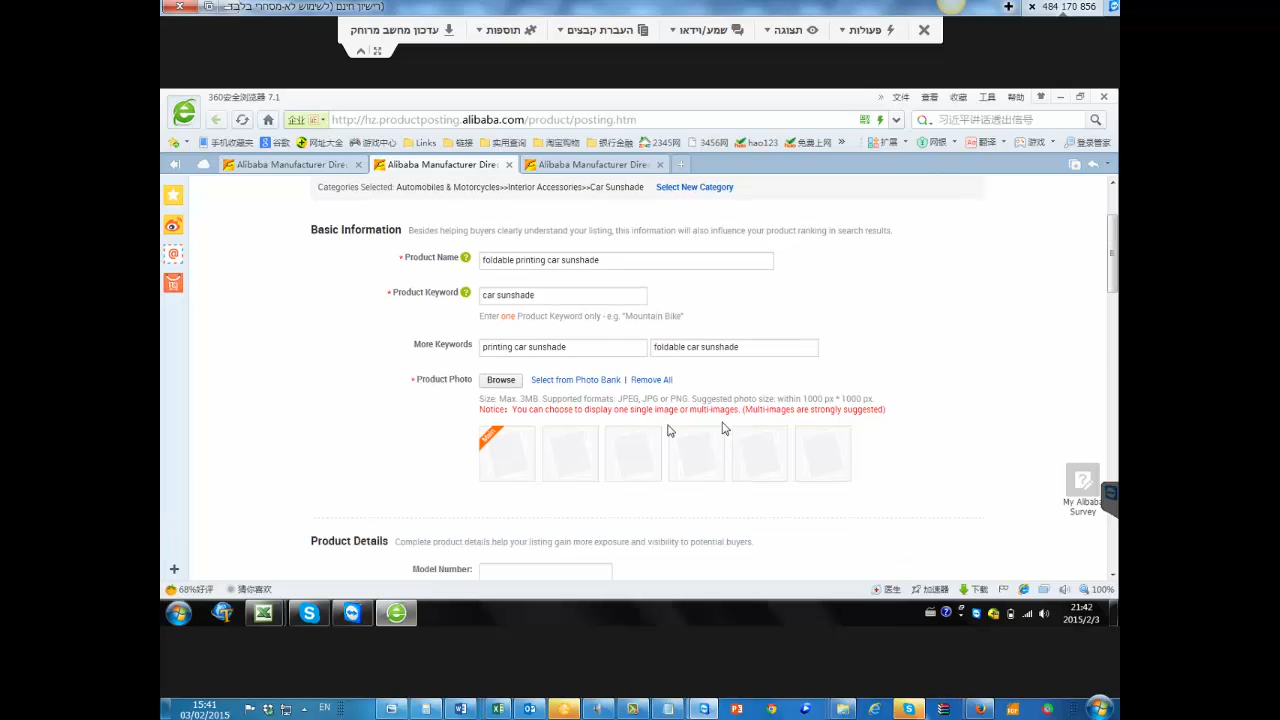 (רישיון חינם (לשימוש לא-מסחרי בלבד
484 170 856
עדכון מחשב מרוחק תוספות העברת קבצים שמע/וידאו תצוגה פעולות
360安全浏览器 7.1 » 文件 查看 收藏 工具 帮助
企业 http://hz.productposting.alibaba.com/product/posting.htm 习近平讲话透出信号
手机收藏夹 谷歌 网址大全 游戏中心 Links 链接 实用查询 淘宝购物 银行金融 2345网 3456网 hao123 免费上网 » 扩展 网银 翻译 游戏 登录管家
Alibaba Manufacturer Dire Alibaba Manufacturer Dire Alibaba Manufacturer Dire
Categories Selected: Automobiles & Motorcycles>>Interior Accessories>>Car Sunshade Select New Category
Basic Information Besides helping buyers clearly understand your listing, this information will also influence your product ranking in search results.
* Product Name foldable printing car sunshade
* Product Keyword car sunshade
Enter one Product Keyword only - e.g. "Mountain Bike"
More Keywords printing car sunshade foldable car sunshade
* Product Photo Browse Select from Photo Bank | Remove All
Size: Max. 3MB. Supported formats: JPEG, JPG or PNG. Suggested photo size: within 1000 px * 1000 px.
Notice: You can choose to display one single image or multi-images. (Multi-images are strongly suggested)
Main
My Alibaba
Survey
Product Details Complete product details help your listing gain more exposure and visibility to potential buyers.
Model Number:
68%好评 猜你喜欢 医生 加速器 下载 100%
21:42
2015/2/3
15:41
03/02/2015
EN